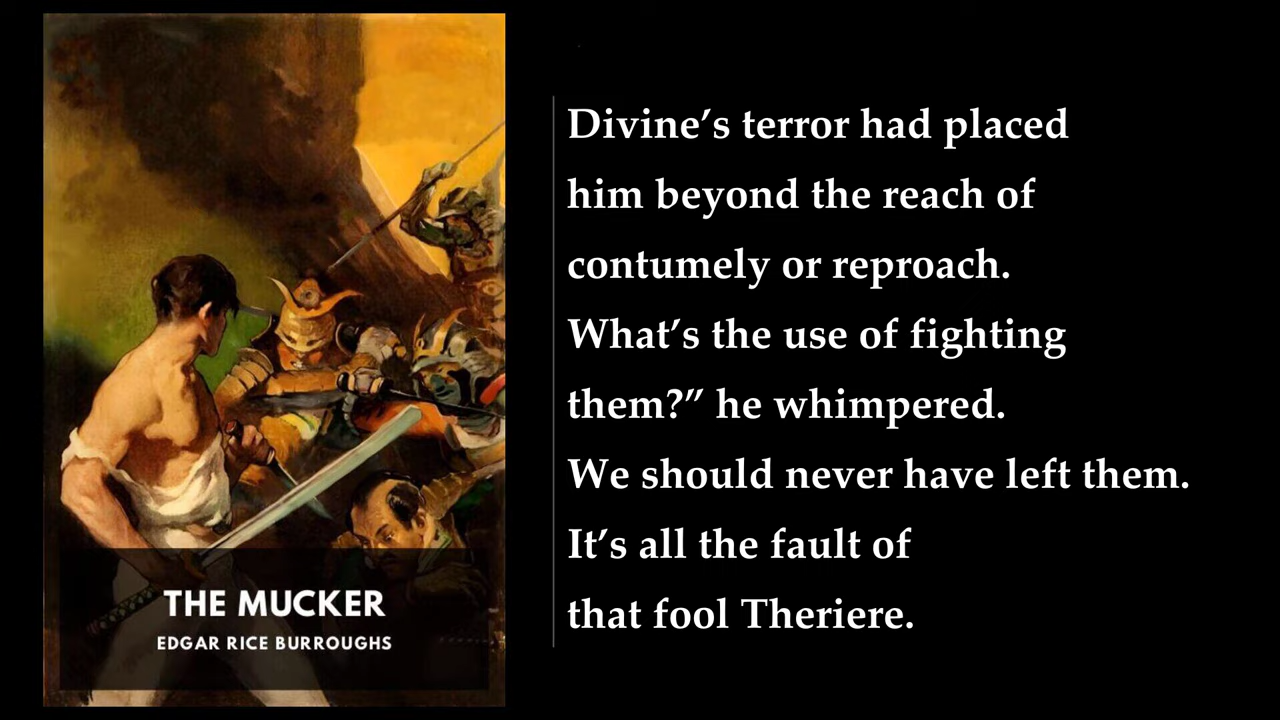 THE MUCKER
EDGAR RICE BURROUGHS
Divine’s terror had placed
him beyond the reach of
contumely or reproach.
What’s the use of fighting
them?” he whimpered.
We should never have left them.
It’s all the fault of
that fool Theriere.